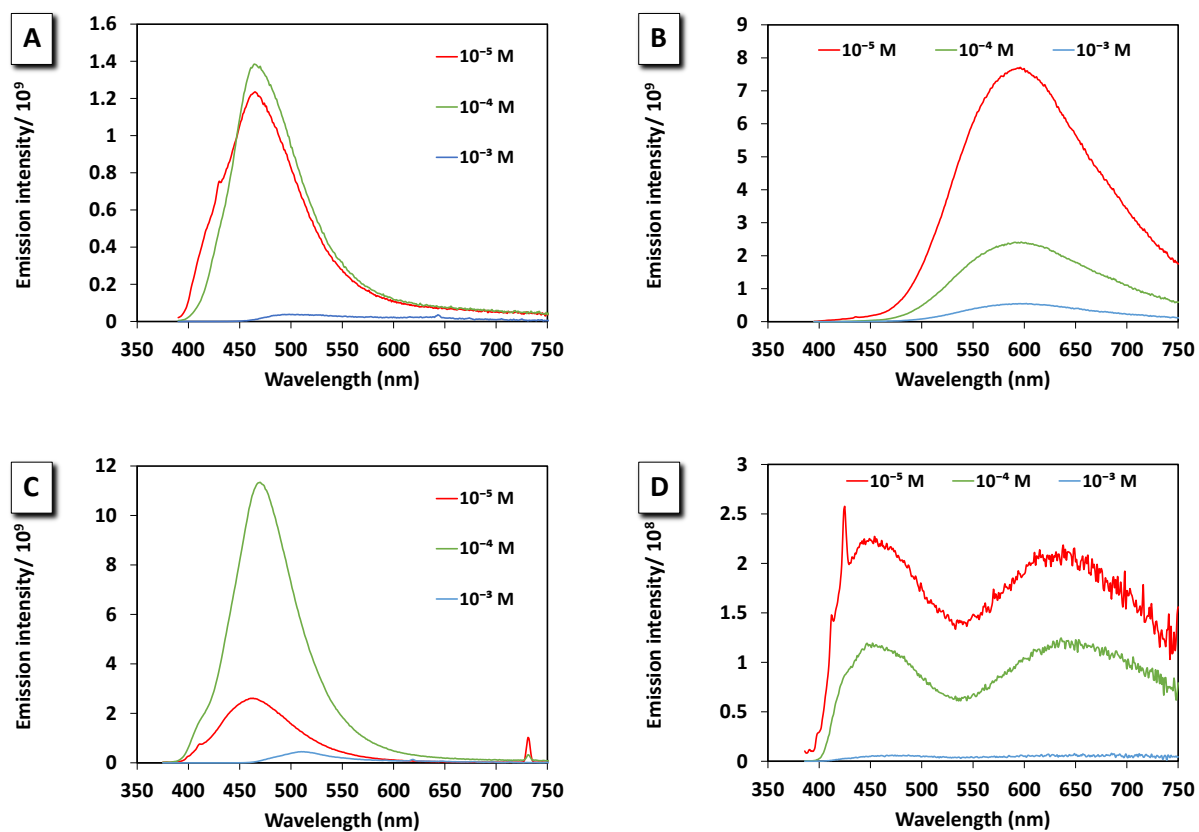 A
Emission intensity/ 10⁹
1.6
1.4
1.2
1
0.8
0.6
0.4
0.2
0
10⁻⁵ M
10⁻⁴ M
10⁻³ M
350 400 450 500 550 600 650 700 750
Wavelength (nm)
B
Emission intensity/ 10⁹
9
8
7
6
5
4
3
2
1
0
10⁻⁵ M 10⁻⁴ M 10⁻³ M
350 400 450 500 550 600 650 700 750
Wavelength (nm)
C
Emission intensity/ 10⁹
12
10
8
6
4
2
0
10⁻⁵ M
10⁻⁴ M
10⁻³ M
350 400 450 500 550 600 650 700 750
Wavelength (nm)
D
Emission intensity/ 10⁸
3
2.5
2
1.5
1
0.5
0
10⁻⁵ M 10⁻⁴ M 10⁻³ M
350 400 450 500 550 600 650 700 750
Wavelength (nm)